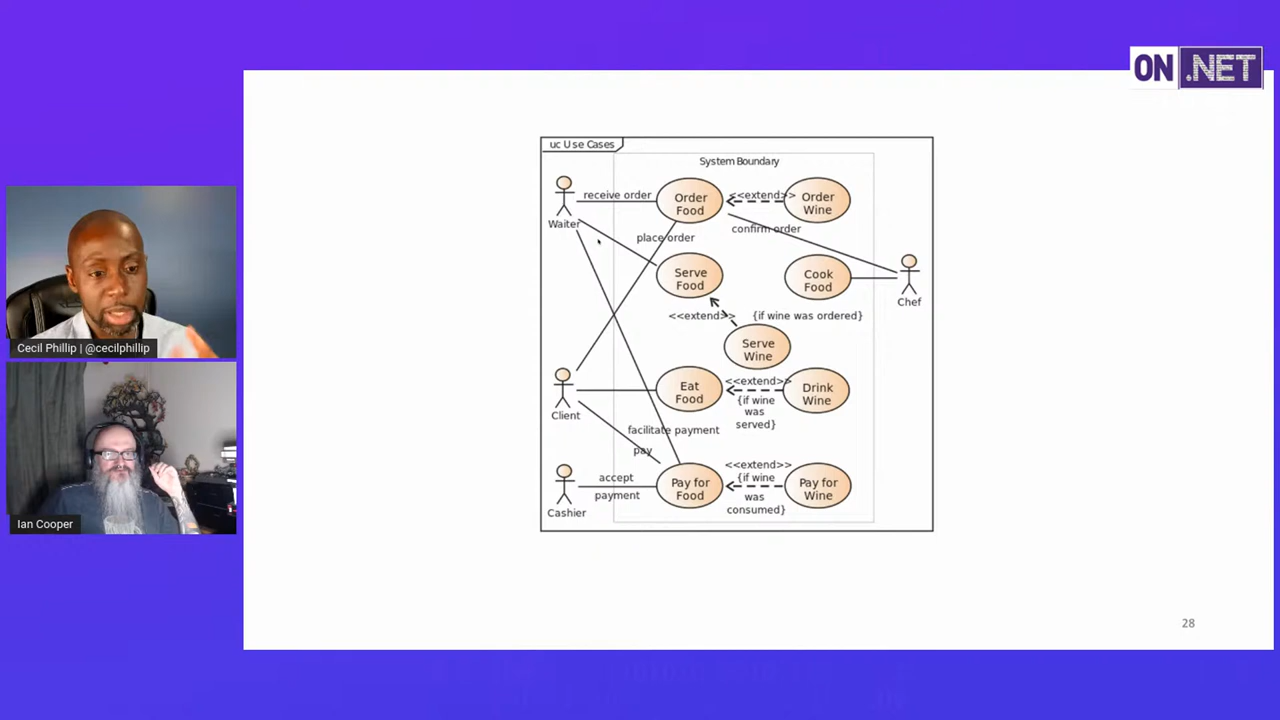 ON .NET
uc Use Cases
System Boundary
receive order
Order
Food
<<extend>>
Order
Wine
Waiter
place order
confirm order
Serve
Food
Cook
Food
Chef
<<extend>>
{if wine was ordered}
Serve
Wine
Client
Eat
Food
<<extend>>
{if wine
was
served}
Drink
Wine
facilitate payment
pay
accept
payment
Cashier
Pay for
Food
<<extend>>
{if wine
was
consumed}
Pay for
Wine
28
Cecil Phillip | @cecilphillip
Ian Cooper